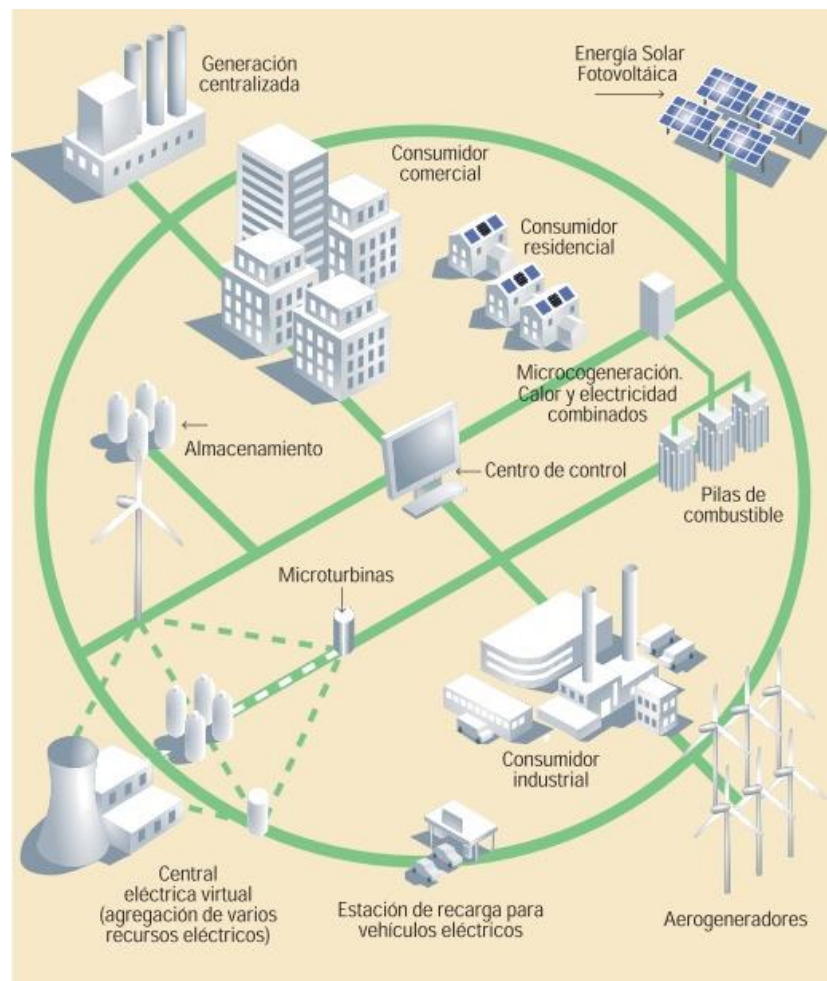 Generación
centralizada
Energía Solar
Fotovoltáica
Consumidor
comercial
Consumidor
residencial
Microcogeneración.
Calor y electricidad
combinados
Almacenamiento
Centro de control
Pilas de
combustible
Microturbinas
Consumidor
industrial
Central
eléctrica virtual
(agregación de varios
recursos eléctricos)
Estación de recarga para
vehículos eléctricos
Aerogeneradores